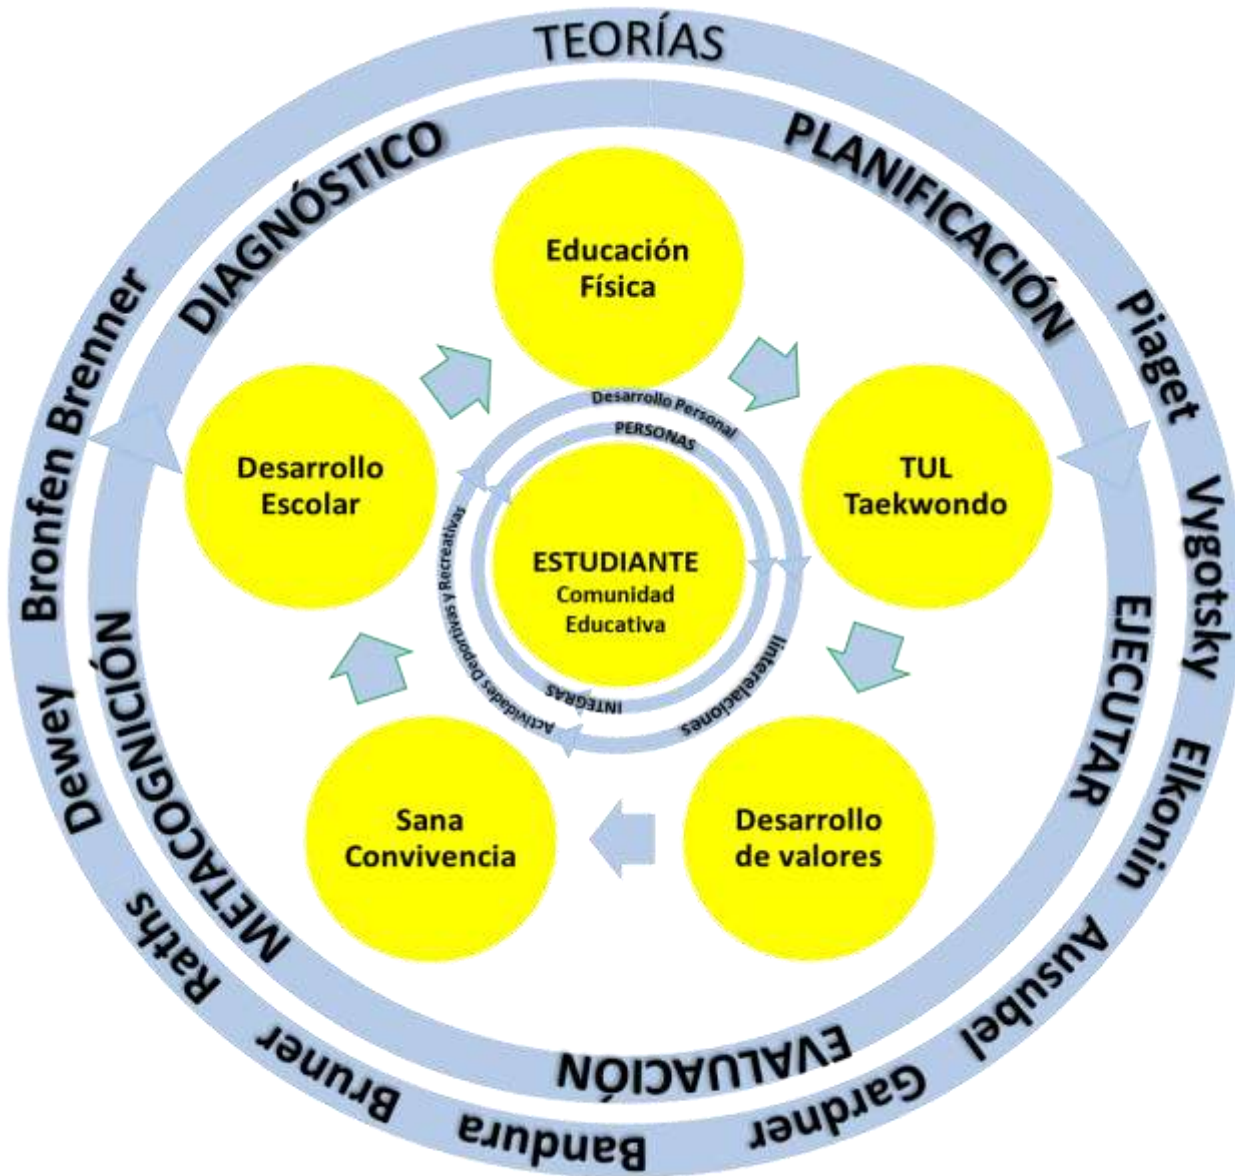 TEORÍAS
Piaget
Vygotsky
Elkonin
Ausubel
Gardner
Bandura
Bruner
Raths
Dewey
Bronfen Brenner
DIAGNÓSTICO
PLANIFICACIÓN
EJECUTAR
EVALUACIÓN
METACOGNICIÓN
Educación
Física
TUL
Taekwondo
Desarrollo
de valores
Sana
Convivencia
Desarrollo
Escolar
Desarrollo Personal
Iinterelaciones
Actividades Deportivas y Recreativas
PERSONAS
INTEGRAS
ESTUDIANTE
Comunidad
Educativa